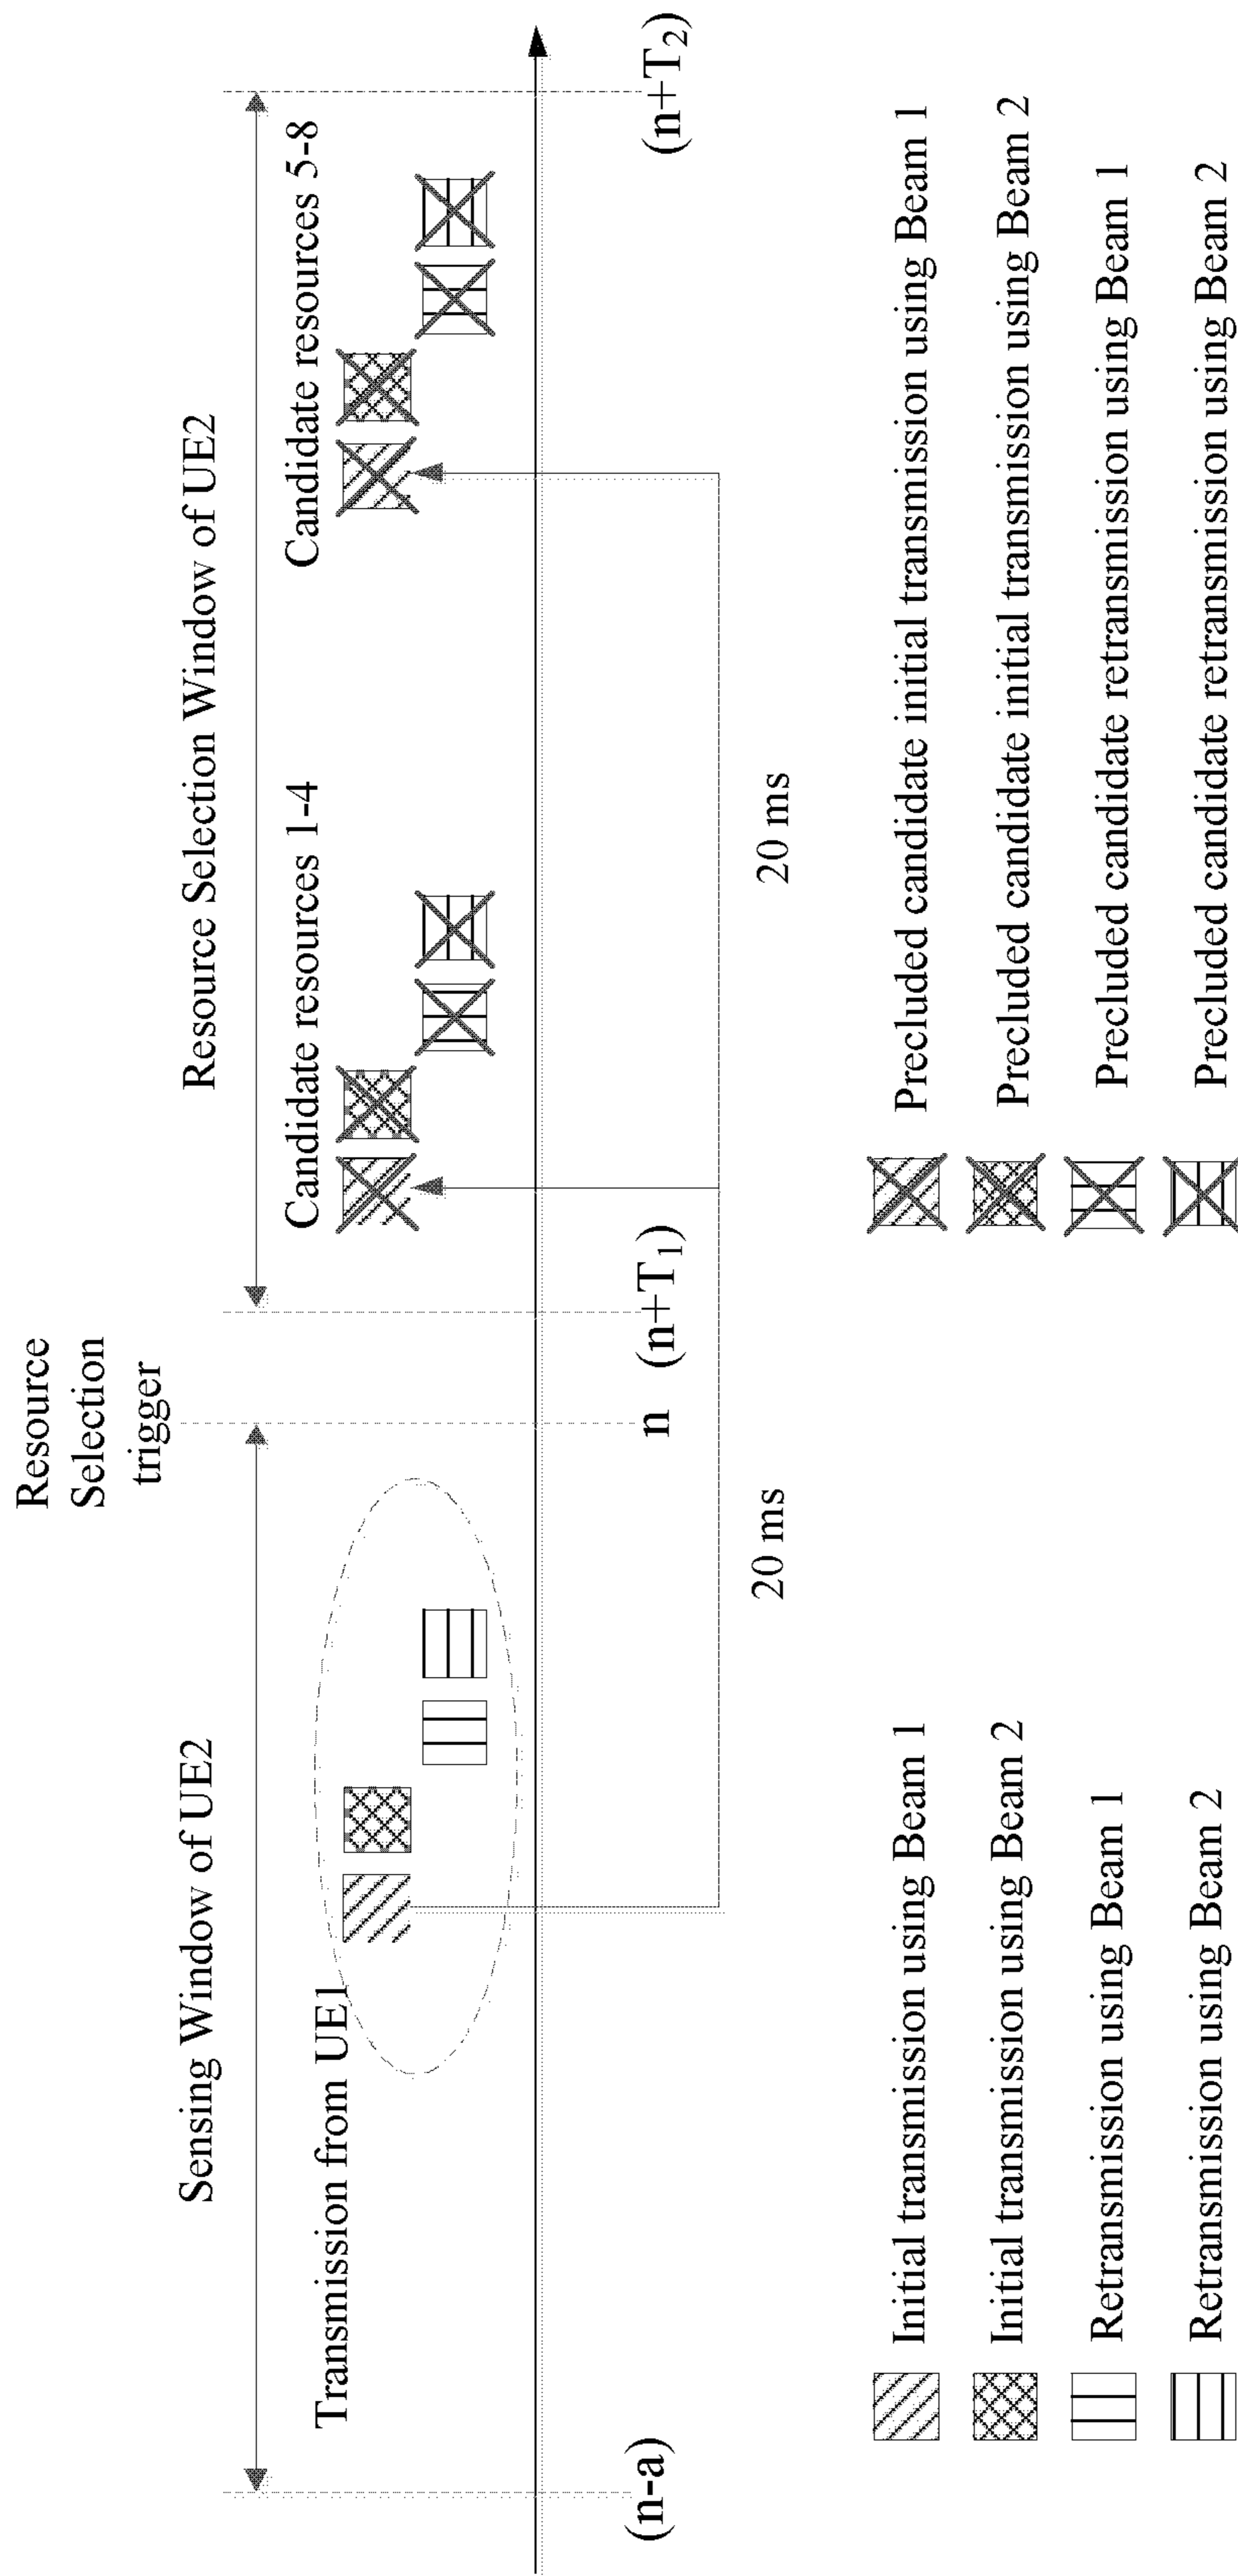 Resource
Selection
trigger
Sensing Window of UE2
Resource Selection Window of UE2
Transmission from UE1
Candidate resources 1-4
Candidate resources 5-8
(n-a)
n
(n+T1)
(n+T2)
20 ms
20 ms
Initial transmission using Beam 1
Initial transmission using Beam 2
Retransmission using Beam 1
Retransmission using Beam 2
Precluded candidate initial transmission using Beam 1
Precluded candidate initial transmission using Beam 2
Precluded candidate retransmission using Beam 1
Precluded candidate retransmission using Beam 2